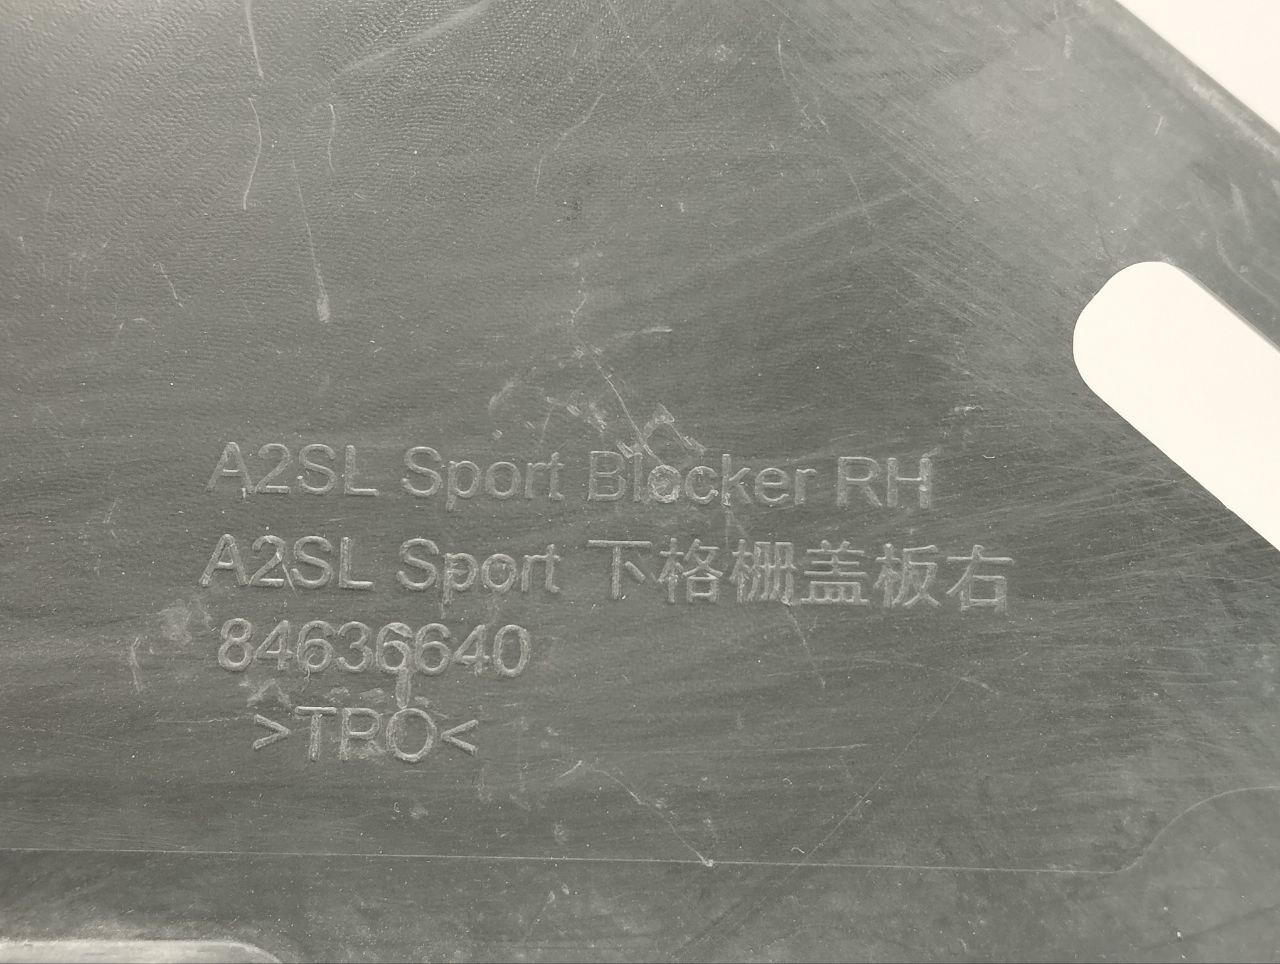 A2SL Sport Blocker RH
A2SL Sport 下格栅盖板右
84636640
>TPO<